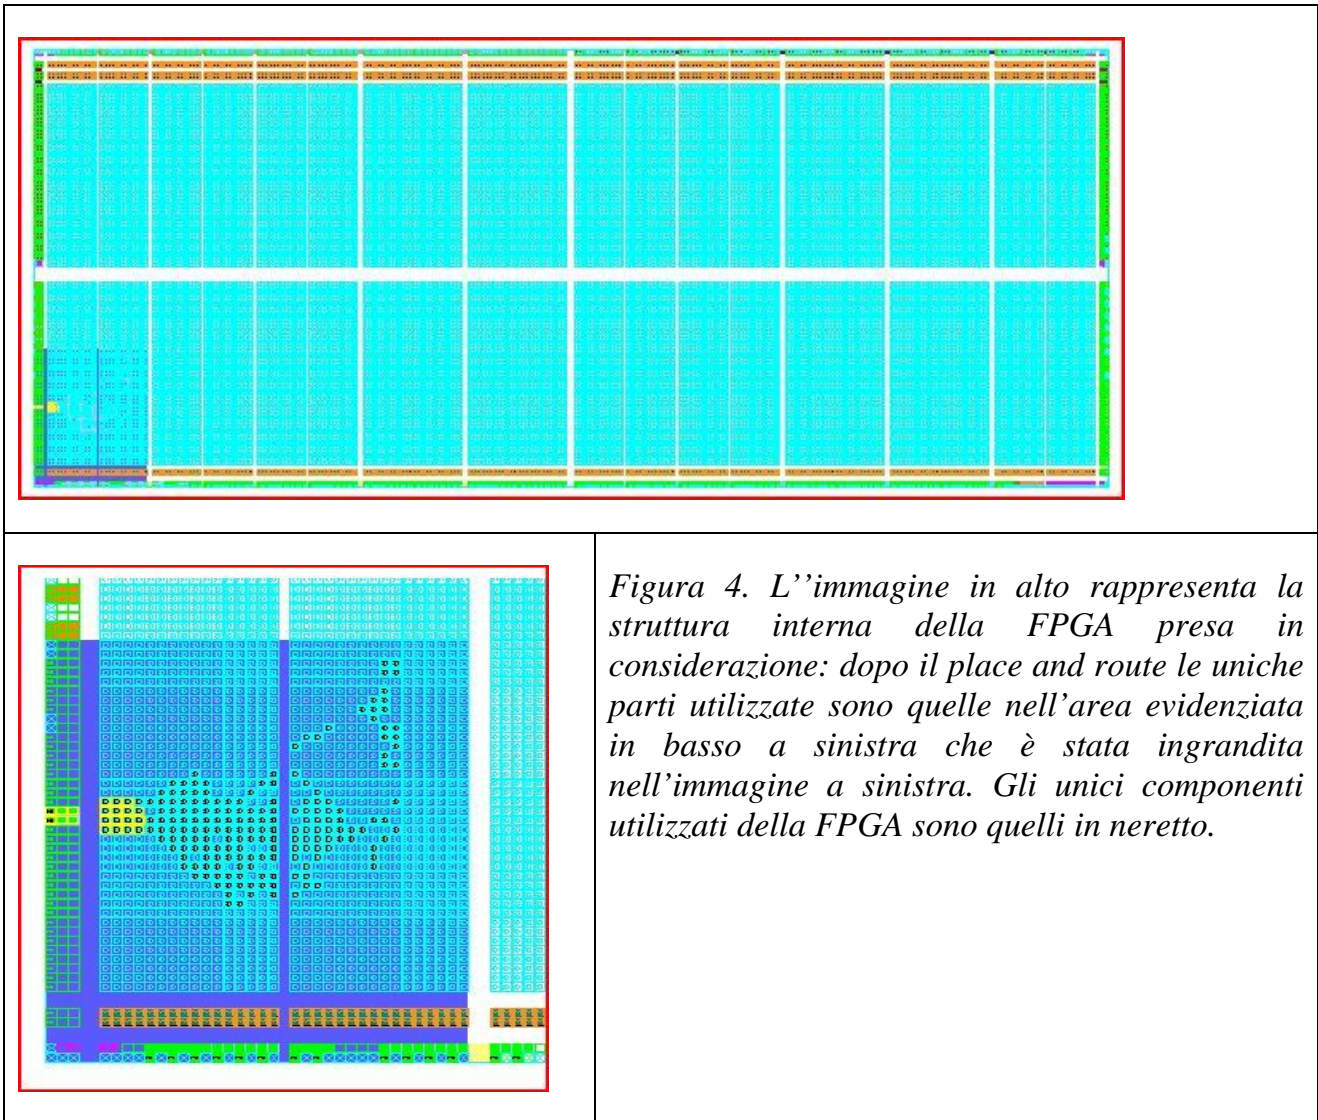 Figura 4. L''immagine in alto rappresenta la
struttura interna della FPGA presa in
considerazione: dopo il place and route le uniche
parti utilizzate sono quelle nell'area evidenziata
in basso a sinistra che è stata ingrandita
nell'immagine a sinistra. Gli unici componenti
utilizzati della FPGA sono quelli in neretto.